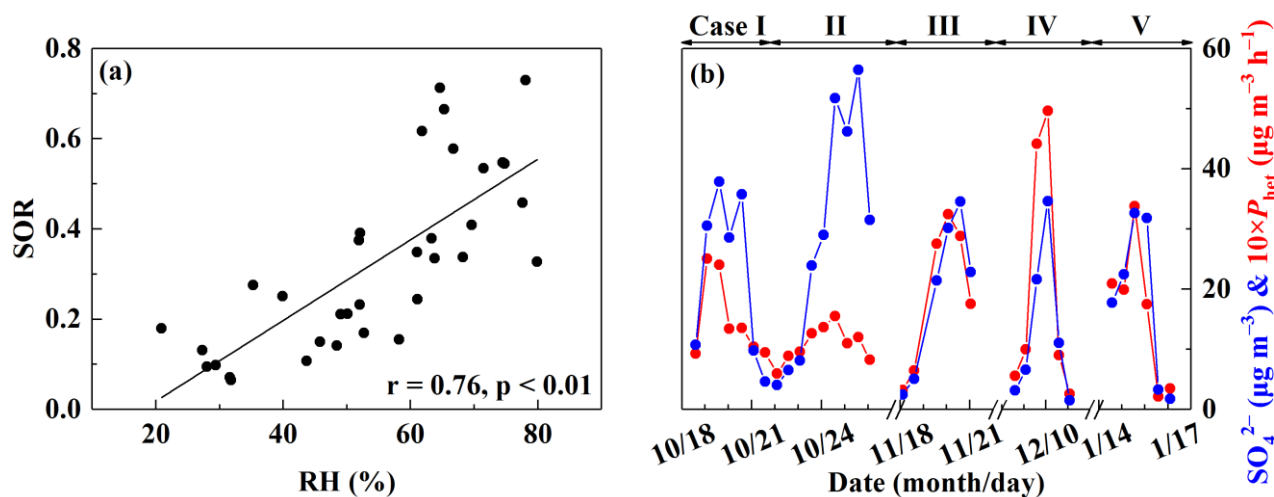 (a)
0.8
0.6
0.4
0.2
0.0
SOR
20 40 60 80
RH (%)
r = 0.76, p < 0.01
Case I II III IV V
(b)
60
40
20
0
SO₄²⁻ (µg m⁻³) & 10×P_het (µg m⁻³ h⁻¹)
10/18 10/21 10/24 11/18 11/21 12/10 1/14 1/17
Date (month/day)